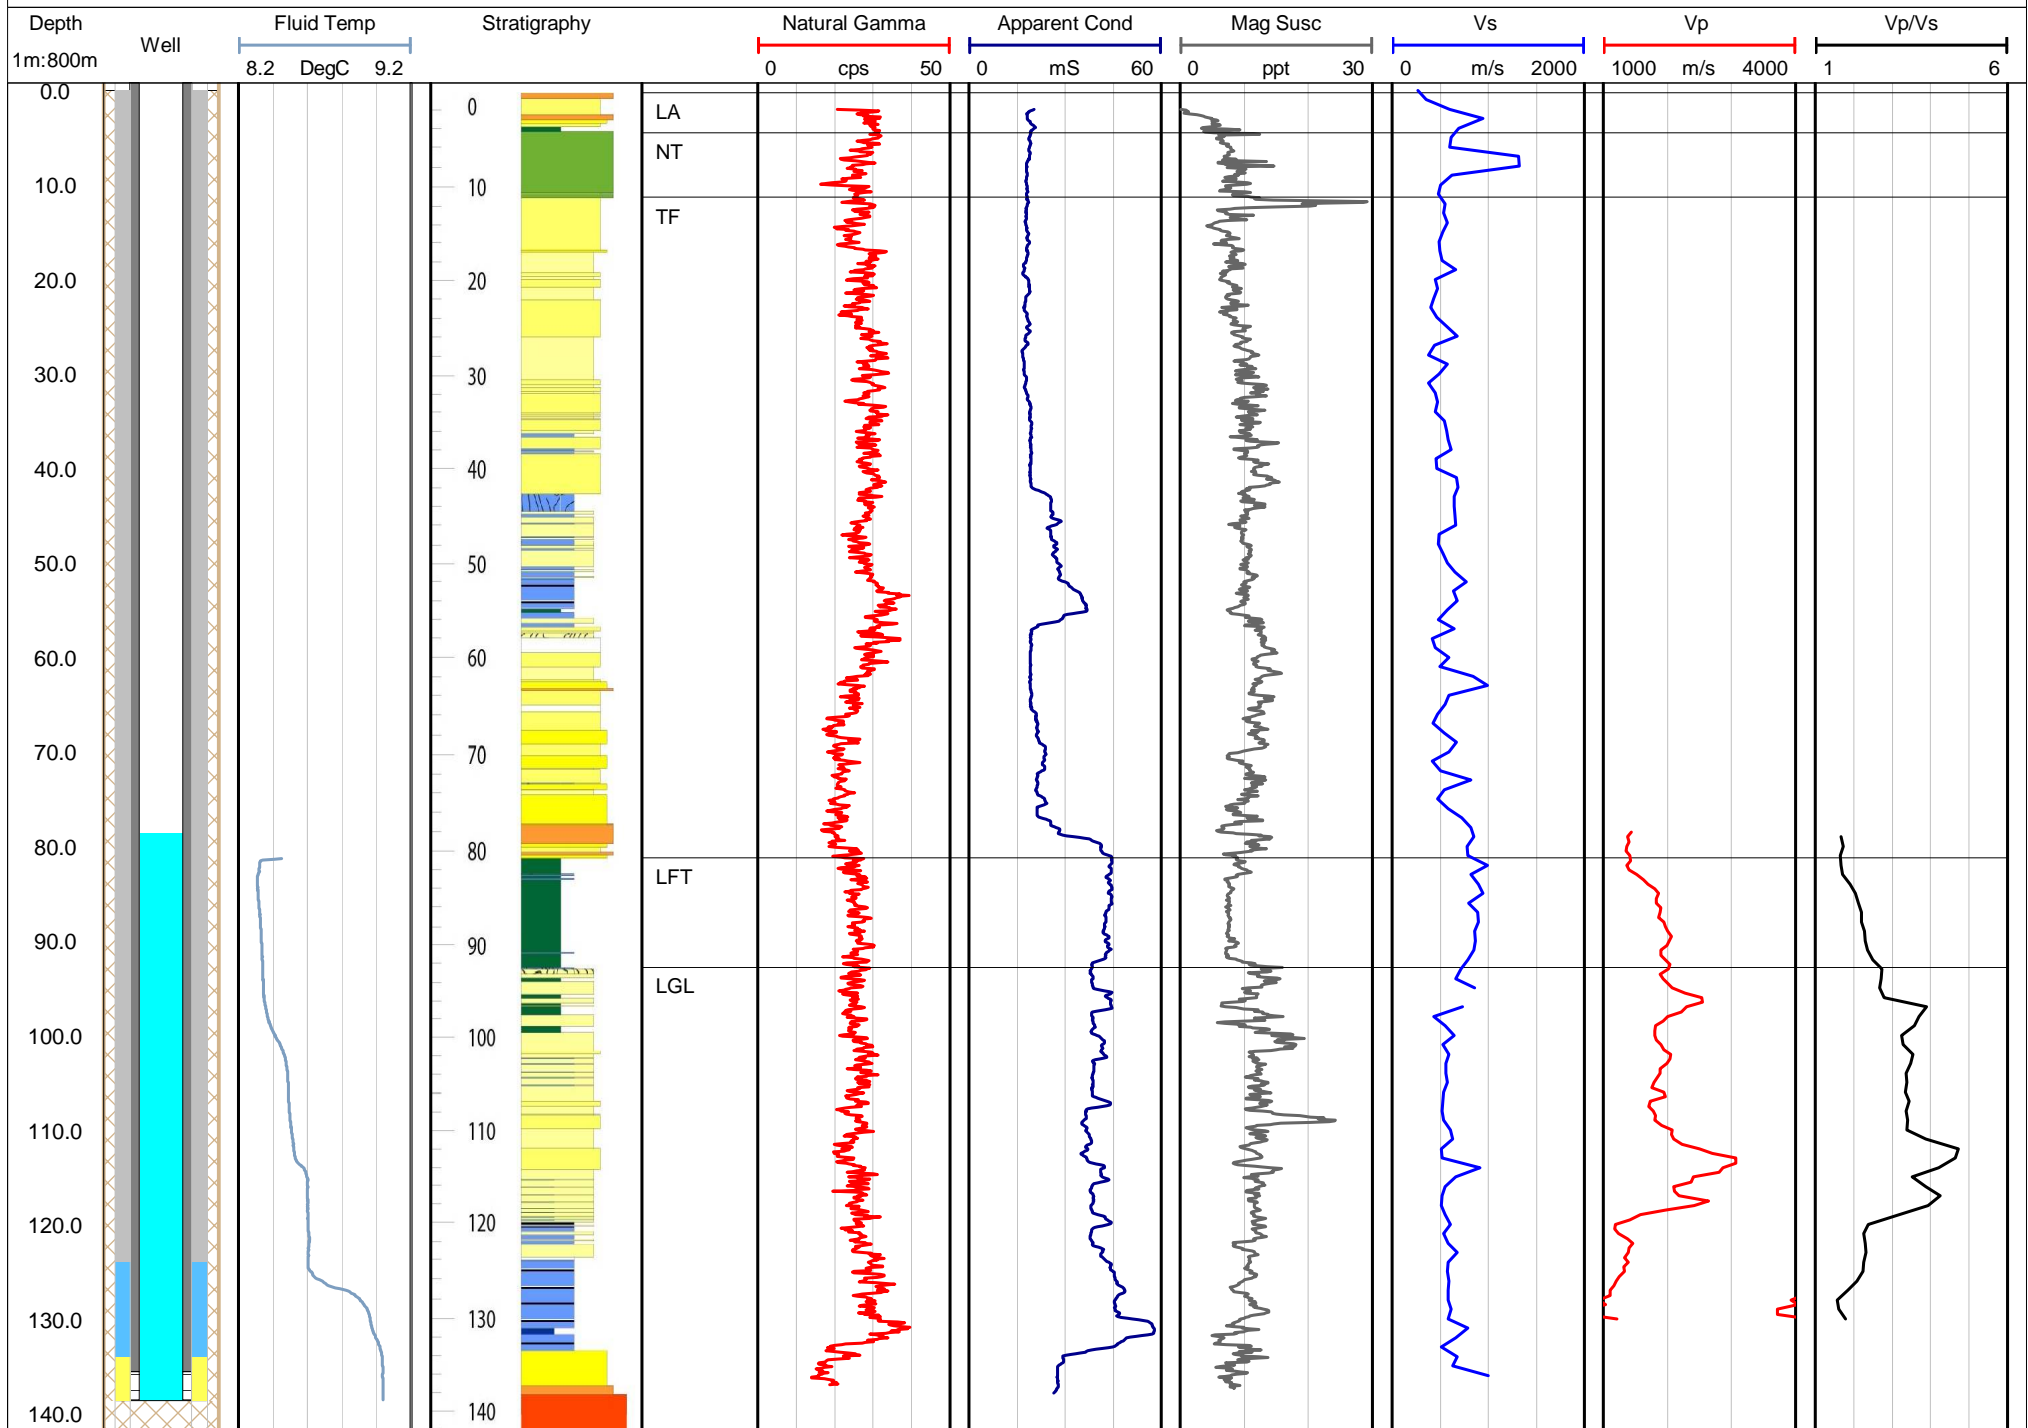 Depth Well Fluid Temp Stratigraphy Natural Gamma Apparent Cond Mag Susc Vs Vp Vp/Vs
1m:800m 8.2 DegC 9.2 0 cps 50 0 mS 60 0 ppt 30 0 m/s 2000 1000 m/s 4000 1 6
0.0 0 LA
NT
10.0 10
TF
20.0 20
30.0 30
40.0 40
50.0 50
60.0 60
70.0 70
80.0 80
LFT
90.0 90
LGL
100.0 100
110.0 110
120.0 120
130.0 130
140.0 140